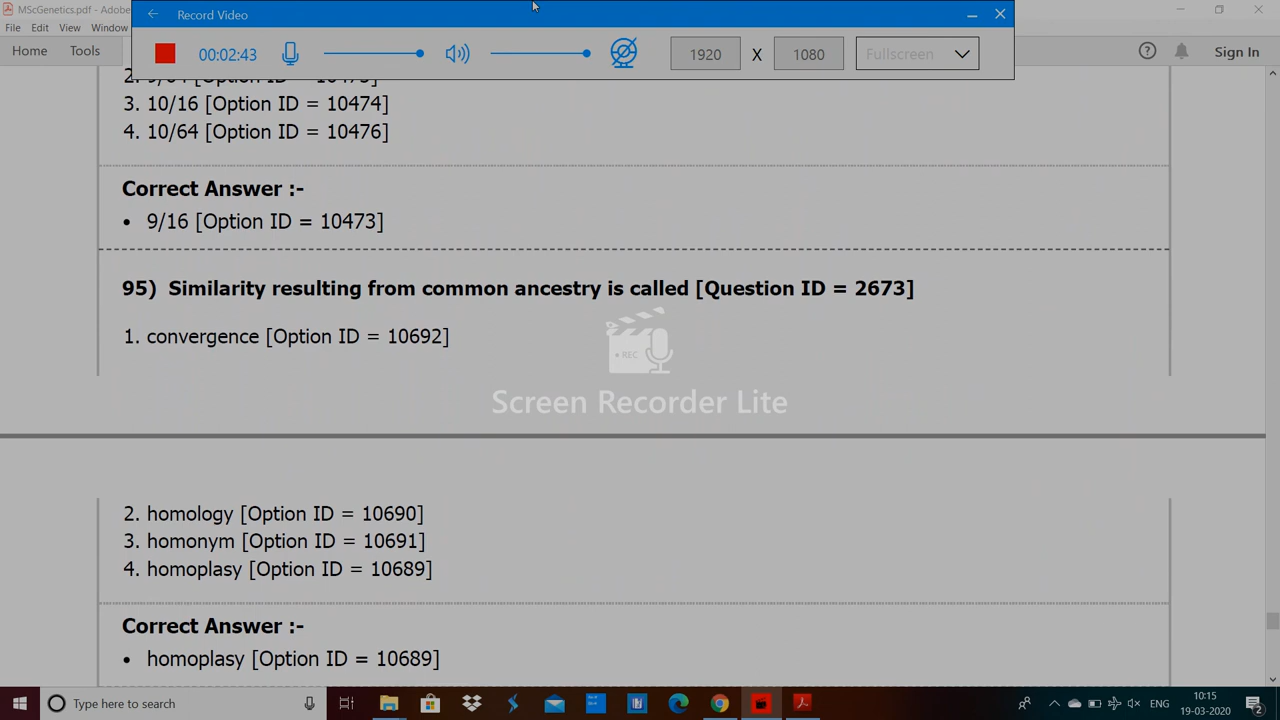 MScGenetics.pdf - Adob
Record Video
File Edit View Window
Home Tools
00:02:43
1920 X 1080 Fullscreen
Sign In
3. 10/16 [Option ID = 10474]
4. 10/64 [Option ID = 10476]
Correct Answer :-
• 9/16 [Option ID = 10473]
95) Similarity resulting from common ancestry is called [Question ID = 2673]
1. convergence [Option ID = 10692]
• REC
Screen Recorder Lite
2. homology [Option ID = 10690]
3. homonym [Option ID = 10691]
4. homoplasy [Option ID = 10689]
Correct Answer :-
• homoplasy [Option ID = 10689]
Type here to search
ENG
10:15
19-03-2020
2